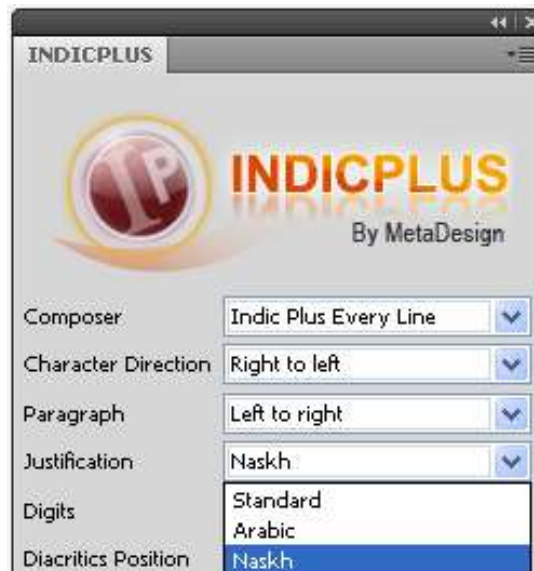 INDICPLUS
IP
INDICPLUS
By MetaDesign
Composer Indic Plus Every Line
Character Direction Right to left
Paragraph Left to right
Justification Naskh
Digits Standard
Arabic
Diacritics Position Naskh